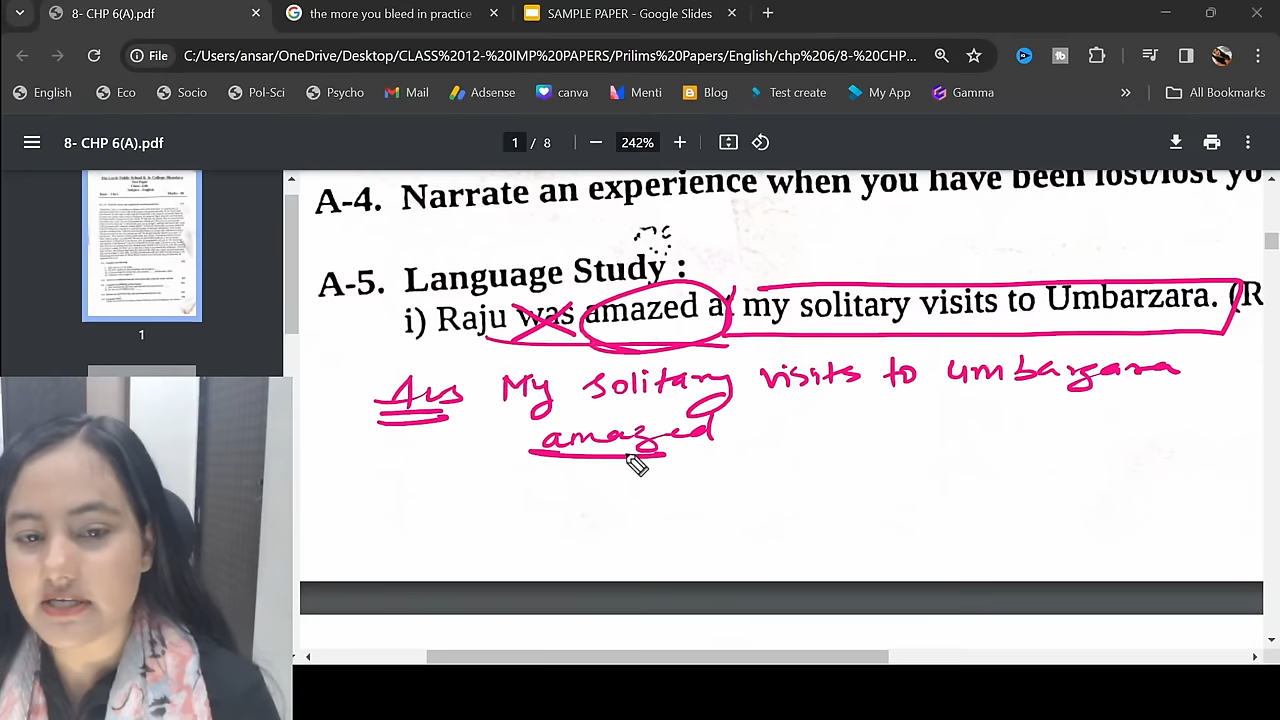 8- CHP 6(A).pdf
the more you bleed in practice
SAMPLE PAPER - Google Slides
File
C:/Users/ansar/OneDrive/Desktop/CLASS%2012-%20IMP%20PAPERS/Prilims%20Papers/English/chp%206/8-%20CHP...
English
Eco
Socio
Pol-Sci
Psycho
Mail
Adsense
canva
Menti
Blog
Test create
My App
Gamma
»
All Bookmarks
8- CHP 6(A).pdf
1 / 8
242%
A-4. Narrate an experience when you have been lost/lost yo
A-5. Language Study :
i) Raju was amazed at my solitary visits to Umbarzara. (R
Ans My solitary visits to umbarzara
amazed
1